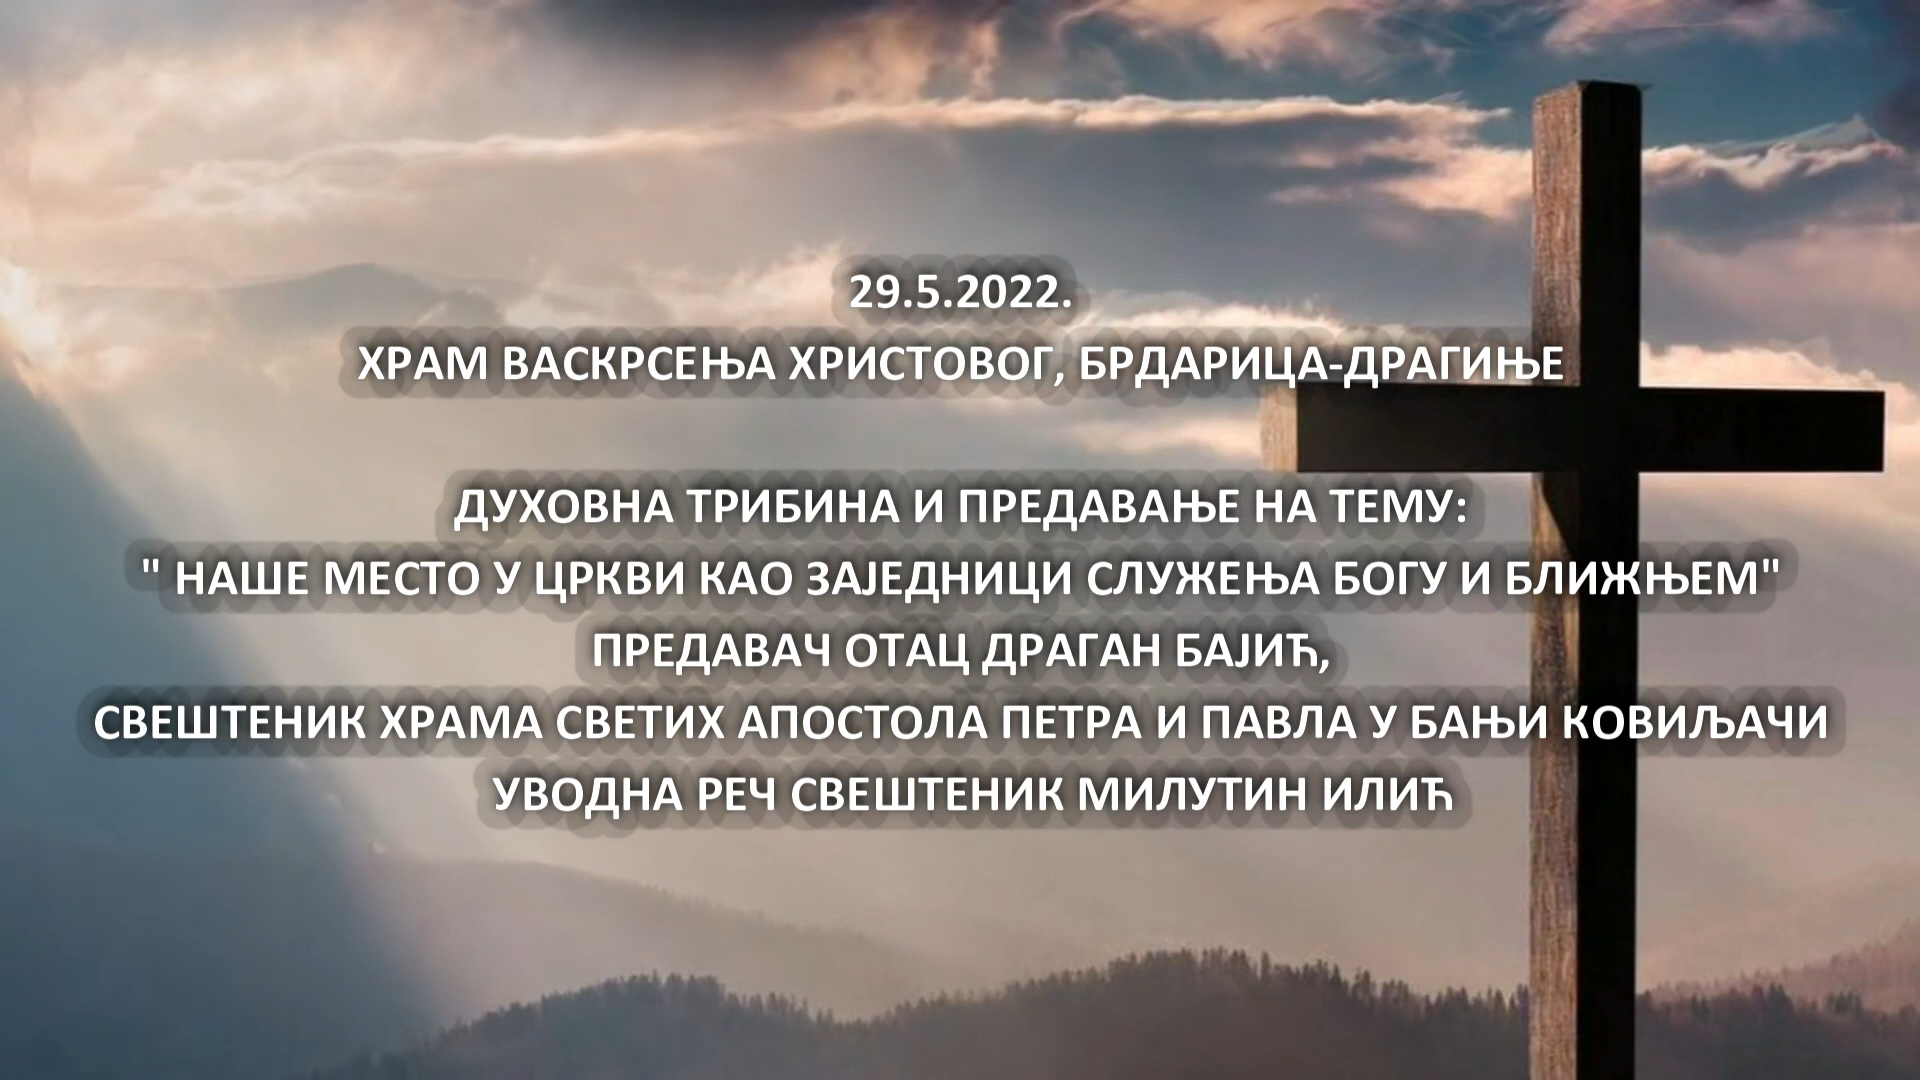 29.5.2022.
ХРАМ ВАСКРСЕЊА ХРИСТОВОГ, БРДАРИЦА-ДРАГИЊЕ
ДУХОВНА ТРИБИНА И ПРЕДАВАЊЕ НА ТЕМУ:
" НАШЕ МЕСТО У ЦРКВИ КАО ЗАЈЕДНИЦИ СЛУЖЕЊА БОГУ И БЛИЖЊЕМ"
ПРЕДАВАЧ ОТАЦ ДРАГАН БАЈИЋ,
СВЕШТЕНИК ХРАМА СВЕТИХ АПОСТОЛА ПЕТРА И ПАВЛА У БАЊИ КОВИЉАЧИ
УВОДНА РЕЧ СВЕШТЕНИК МИЛУТИН ИЛИЋ